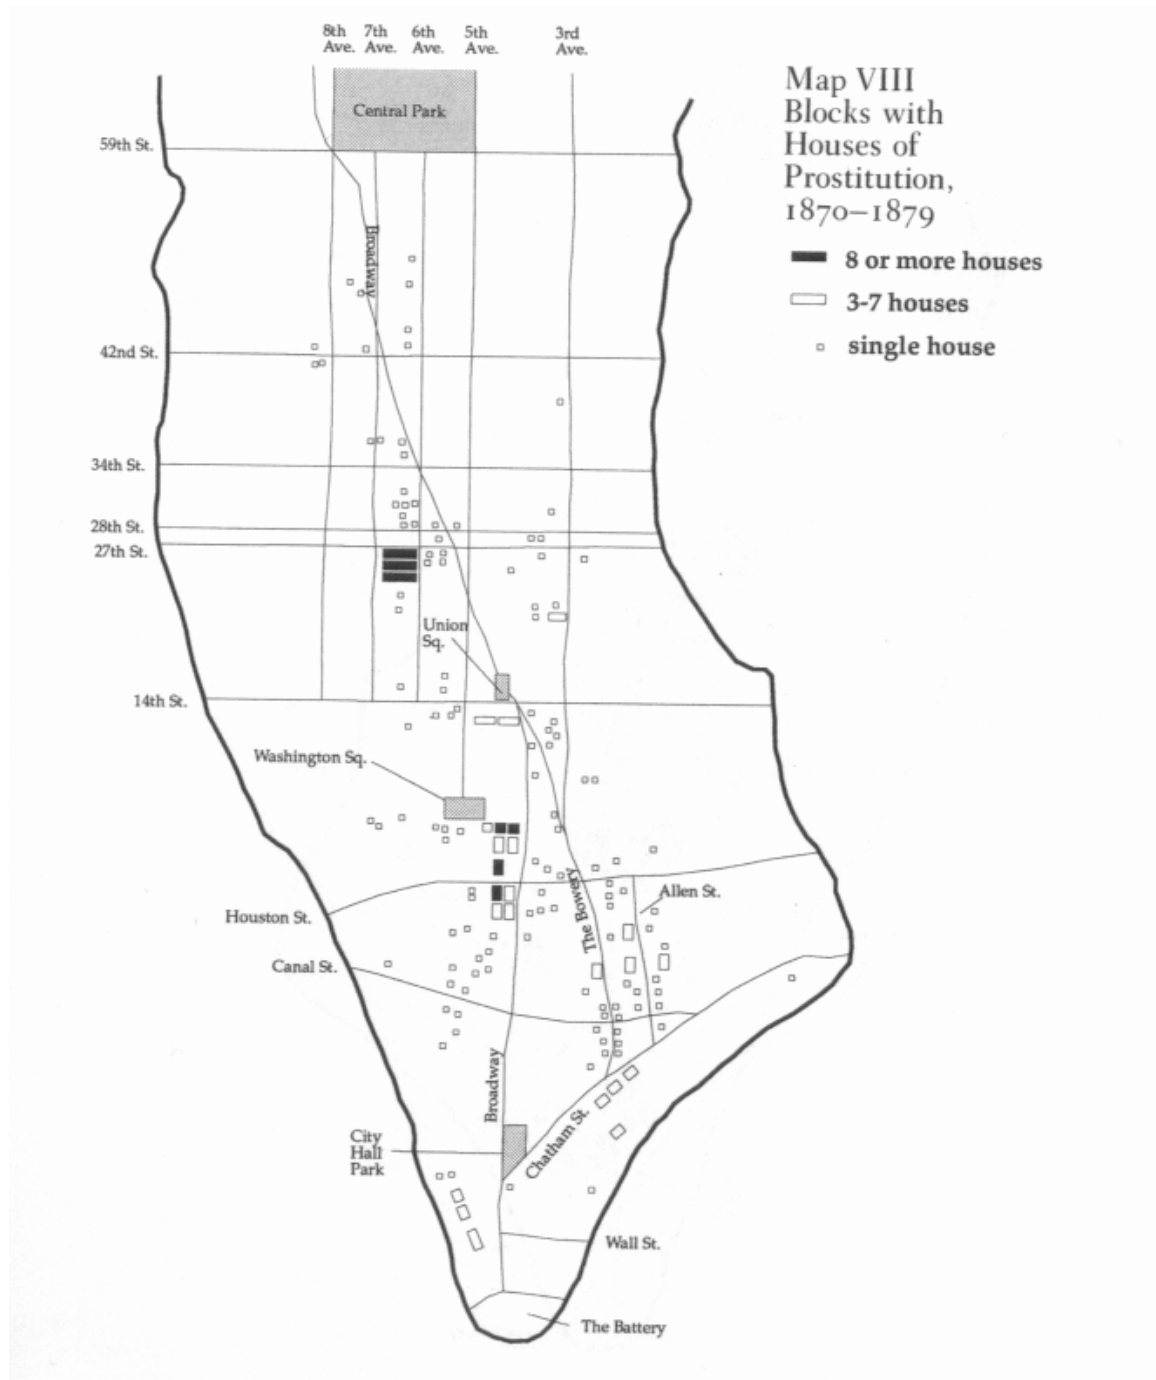 8th 7th 6th 5th 3rd
Ave. Ave. Ave. Ave. Ave.
Map VIII
Blocks with
Houses of
Prostitution,
1870–1879
8 or more houses
3-7 houses
single house
Central Park
59th St.
Broadway
42nd St.
34th St.
28th St.
27th St.
Union
Sq.
14th St.
Washington Sq.
The Bowery
Allen St.
Houston St.
Canal St.
Broadway
Chatham St.
City
Hall
Park
Wall St.
The Battery